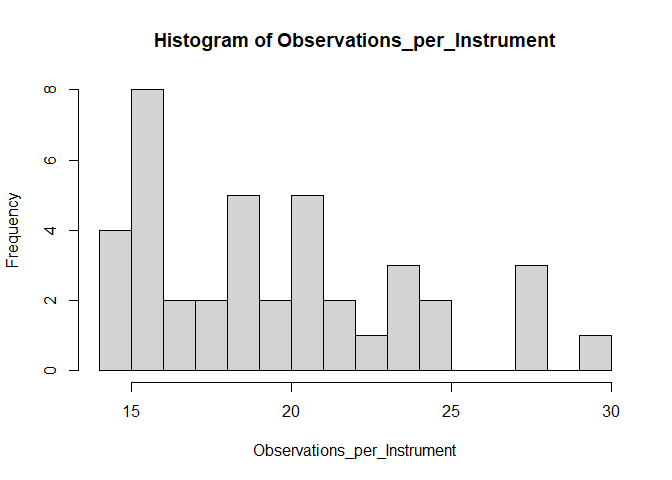 Histogram of Observations_per_Instrument
Frequency
8
6
4
2
0
15 20 25 30
Observations_per_Instrument